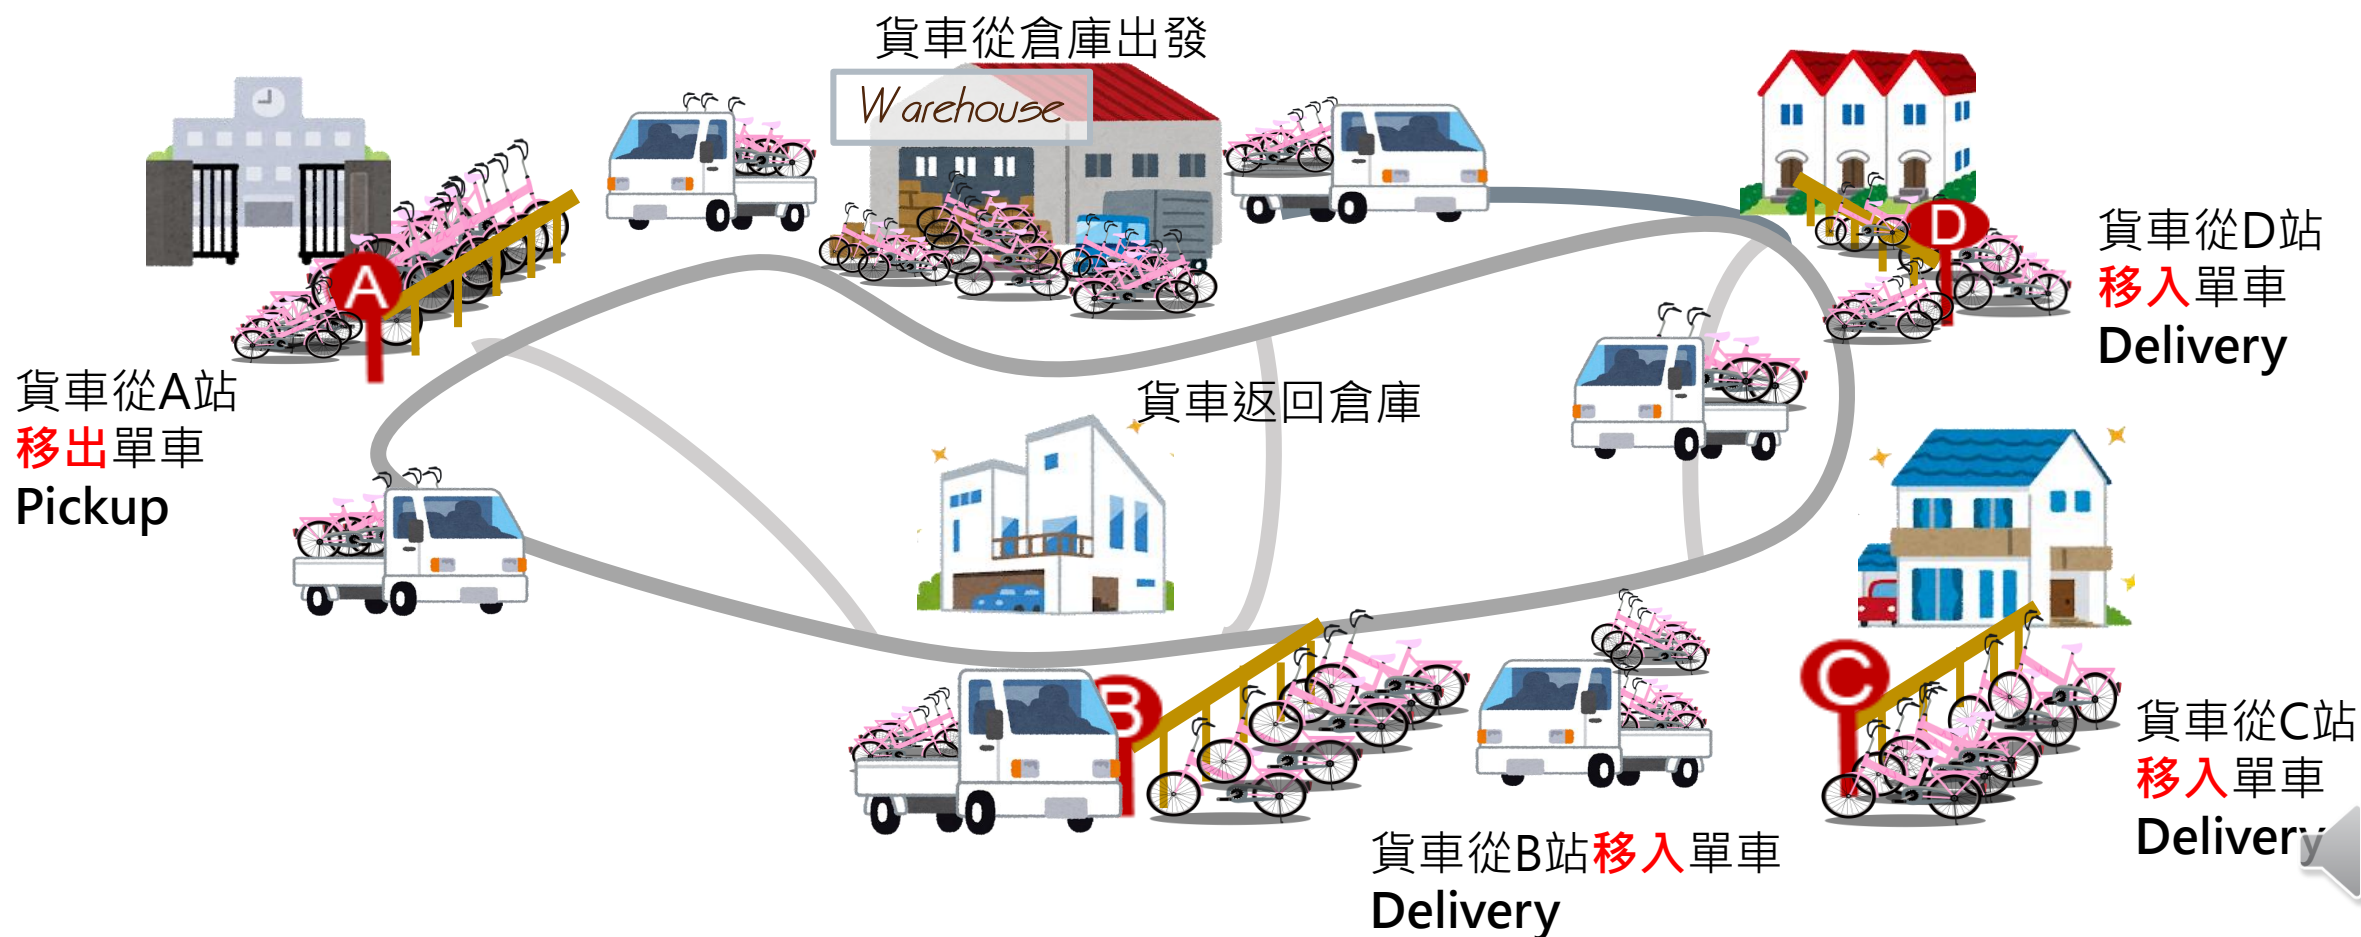 貨車從倉庫出發
Warehouse
A
D
貨車從D站
移入單車
Delivery
貨車從A站
移出單車
Pickup
貨車返回倉庫
B
C
貨車從C站
移入單車
Delivery
貨車從B站移入單車
Delivery